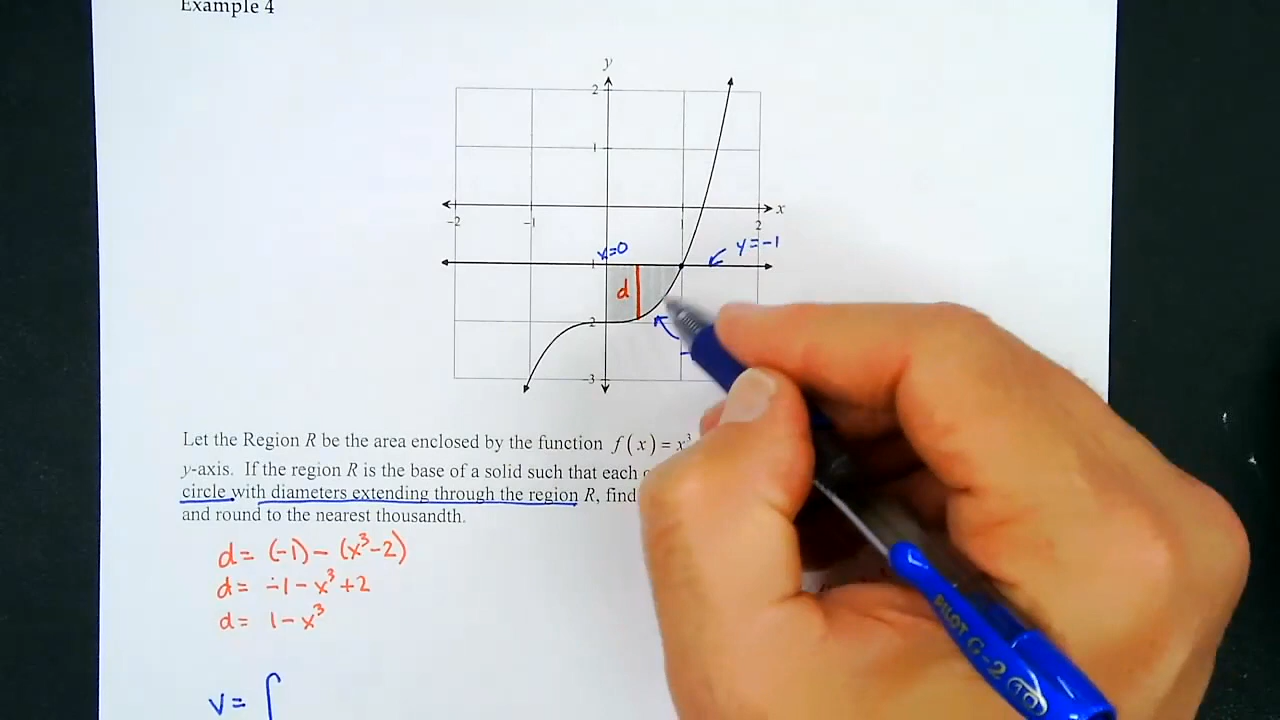 Example 4
y
2
1
-2
-1
1
2
x
x=0
y=-1
1
d
2
-3
Let the Region R be the area enclosed by the function f(x) = x³
y-axis. If the region R is the base of a solid such that each
circle with diameters extending through the region R, find
and round to the nearest thousandth.
d= (-1) - (x³-2)
d= -1 - x³ +2
d= 1-x³
V= ∫
PILOT G-2 10